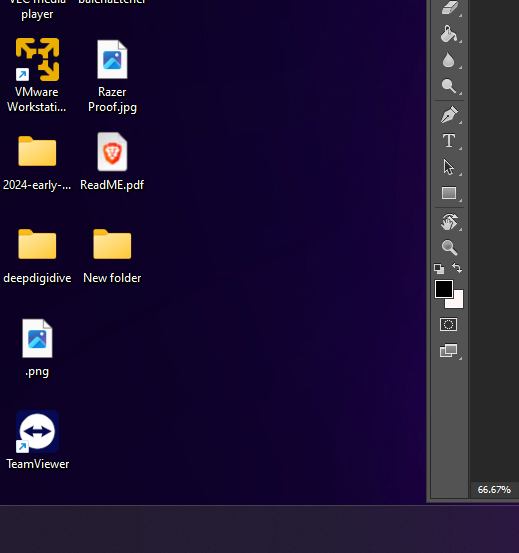 VLC media
player
balenaEtcher
VMware
Workstati...
Razer
Proof.jpg
2024-early-...
ReadME.pdf
deepdigidive
New folder
.png
TeamViewer
T
66.67%